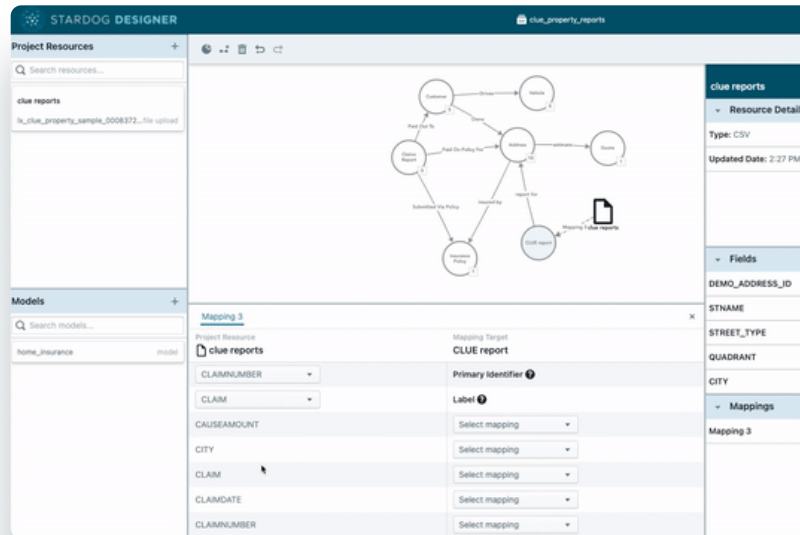 STARDOG DESIGNER
clue_property_reports
Project Resources
Search resources...
clue reports
lx_clue_property_sample_0008372...file upload
Models
Search models...
home_insurance
model
Customer
Drives
Vehicle
Owns
Paid Out To
Claims Report
Paid On Policy For
Address
estimate
Quote
Submitted Via Policy
insured by
report for
Insurance Policy
CLUE report
Mapping
clue reports
Mapping 3
Project Resource
Mapping Target
clue reports
CLUE report
CLAIMNUMBER
Primary Identifier
CLAIM
Label
CAUSEAMOUNT
Select mapping
CITY
Select mapping
CLAIM
Select mapping
CLAIMDATE
Select mapping
CLAIMNUMBER
Select mapping
clue reports
Resource Detail
Type: CSV
Updated Date: 2:27 PM
Fields
DEMO_ADDRESS_ID
STNAME
STREET_TYPE
QUADRANT
CITY
Mappings
Mapping 3